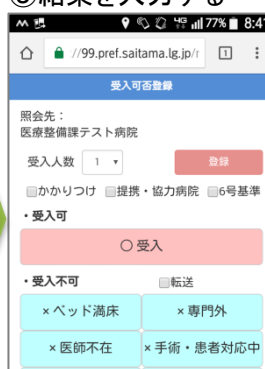 ③結果を入力する
4G 77% 8:41
//99.pref.saitama.lg.jp/r 1
受入可否登録
照会先：
医療整備課テスト病院
受入人数 1 ▾ 登録
かかりつけ 提携・協力病院 6号基準
・受入可
○受入
・受入不可 転送
×ベッド満床 ×専門外
×医師不在 ×手術・患者対応中